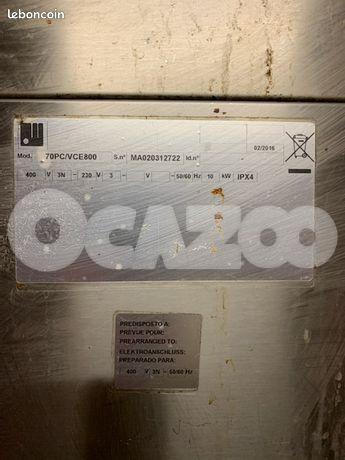 leboncoin
02/2016
Mod. 70PC/VCE800 S.n° MA020312722 Id.n°
400 V 3N ~ 230 V 3 ~ V ~ 50/60 Hz 10 kW IPX4
OCAZOO
PREDISPOSTO A:
PREVUE POUR:
PREARRANGED TO:
ELEKTROANSCHLUSS:
PREPARADO PARA:
400 V 3N ~ 50/60 Hz